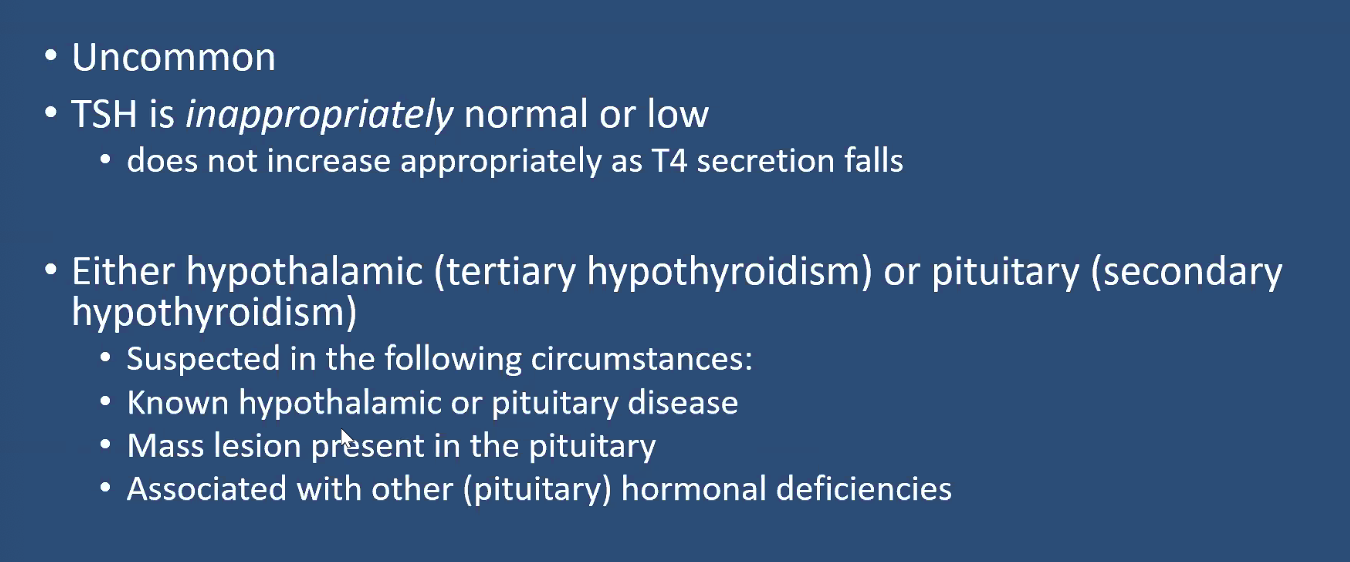 • Uncommon
• TSH is inappropriately normal or low
• does not increase appropriately as T4 secretion falls
• Either hypothalamic (tertiary hypothyroidism) or pituitary (secondary
hypothyroidism)
• Suspected in the following circumstances:
• Known hypothalamic or pituitary disease
• Mass lesion present in the pituitary
• Associated with other (pituitary) hormonal deficiencies